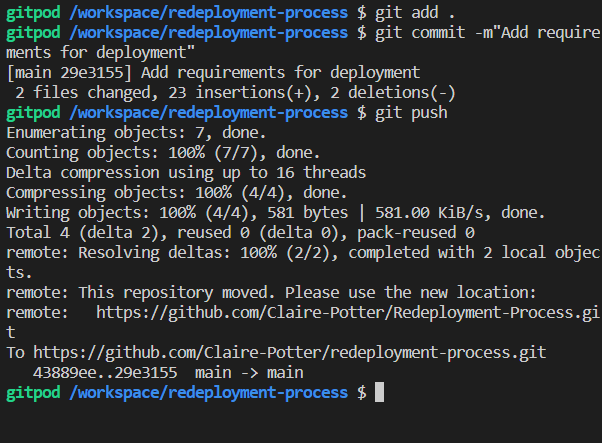 gitpod /workspace/redeployment-process $ git add .
gitpod /workspace/redeployment-process $ git commit -m"Add require
ments for deployment"
[main 29e3155] Add requirements for deployment
 2 files changed, 23 insertions(+), 2 deletions(-)
gitpod /workspace/redeployment-process $ git push
Enumerating objects: 7, done.
Counting objects: 100% (7/7), done.
Delta compression using up to 16 threads
Compressing objects: 100% (4/4), done.
Writing objects: 100% (4/4), 581 bytes | 581.00 KiB/s, done.
Total 4 (delta 2), reused 0 (delta 0), pack-reused 0
remote: Resolving deltas: 100% (2/2), completed with 2 local objec
ts.
remote: This repository moved. Please use the new location:
remote:   https://github.com/Claire-Potter/Redeployment-Process.gi
t
To https://github.com/Claire-Potter/redeployment-process.git
   43889ee..29e3155  main -> main
gitpod /workspace/redeployment-process $